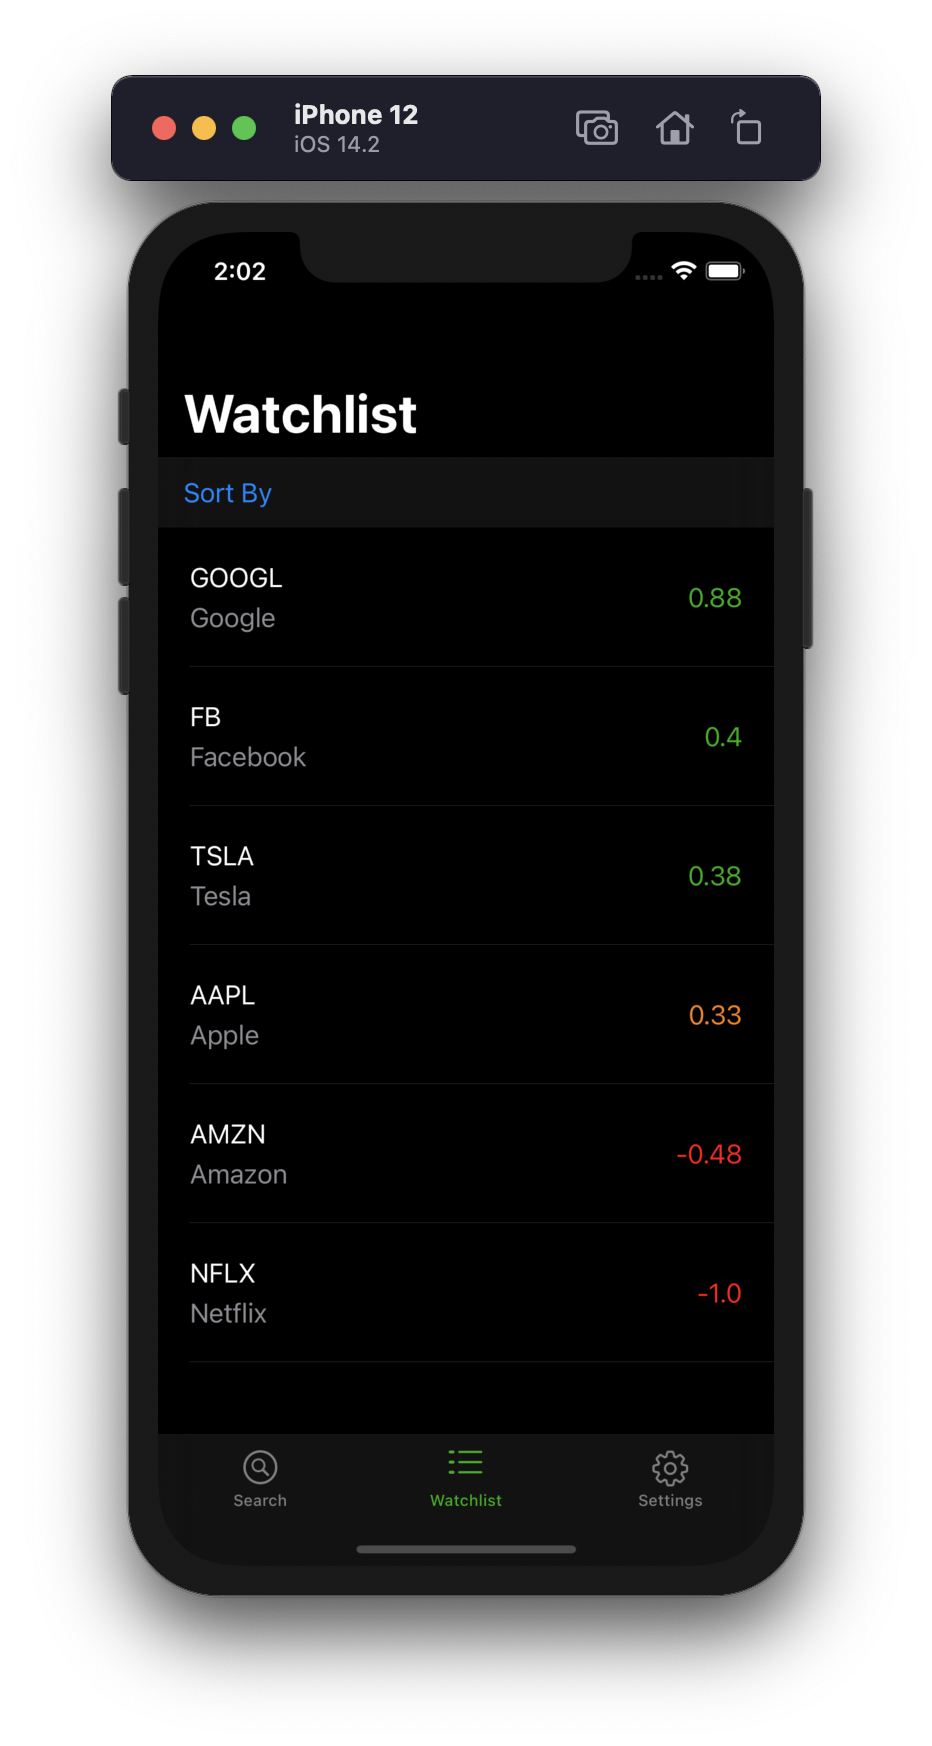 iPhone 12
iOS 14.2
2:02
Watchlist
Sort By
GOOGL
Google
0.88
FB
Facebook
0.4
TSLA
Tesla
0.38
AAPL
Apple
0.33
AMZN
Amazon
-0.48
NFLX
Netflix
-1.0
Search
Watchlist
Settings